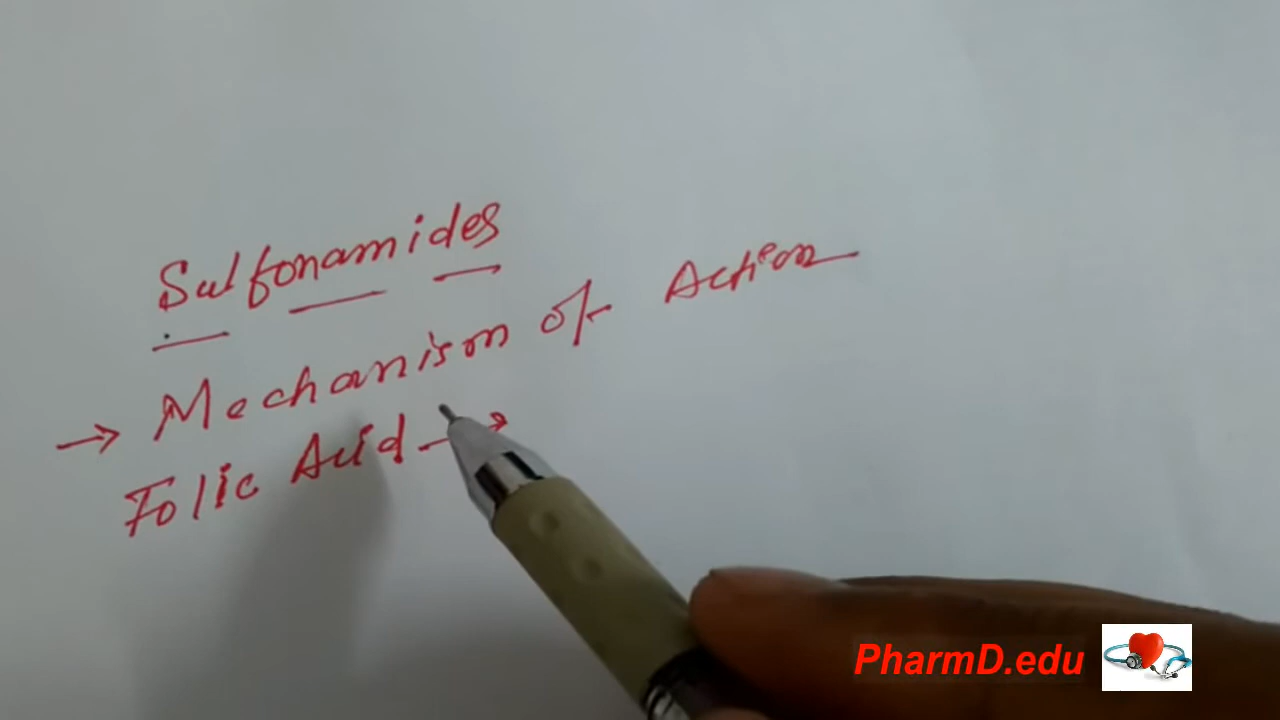 Sulfonamides
→ Mechanism of Action
Folic Acid →
PharmD.edu